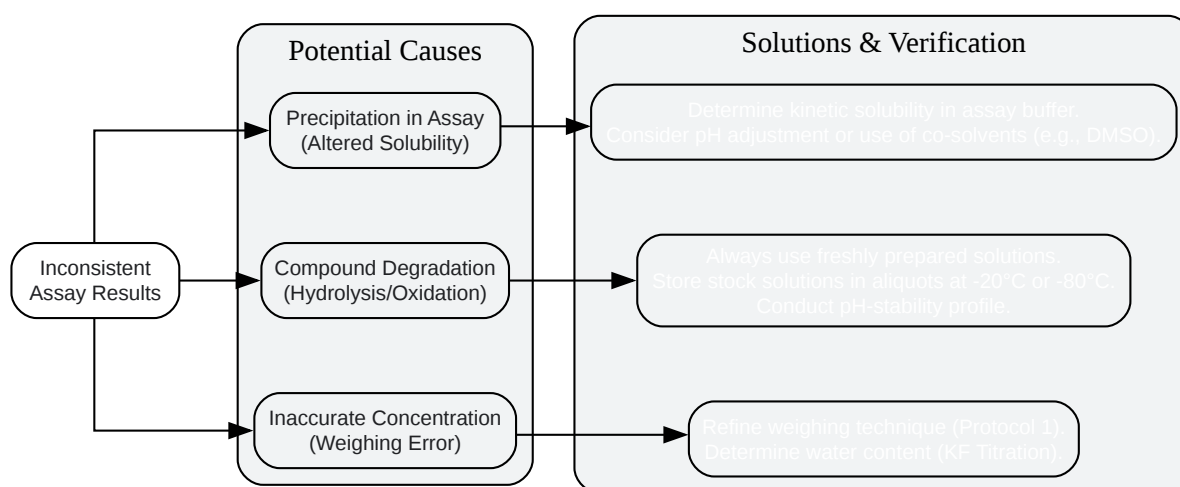 Potential Causes
Solutions & Verification
Inconsistent
Assay Results
Precipitation in Assay
(Altered Solubility)
Determine kinetic solubility in assay buffer.
Consider pH adjustment or use of co-solvents (e.g., DMSO).
Compound Degradation
(Hydrolysis/Oxidation)
Always use freshly prepared solutions.
Store stock solutions in aliquots at -20°C or -80°C.
Conduct pH-stability profile.
Inaccurate Concentration
(Weighing Error)
Refine weighing technique (Protocol 1).
Determine water content (KF Titration).